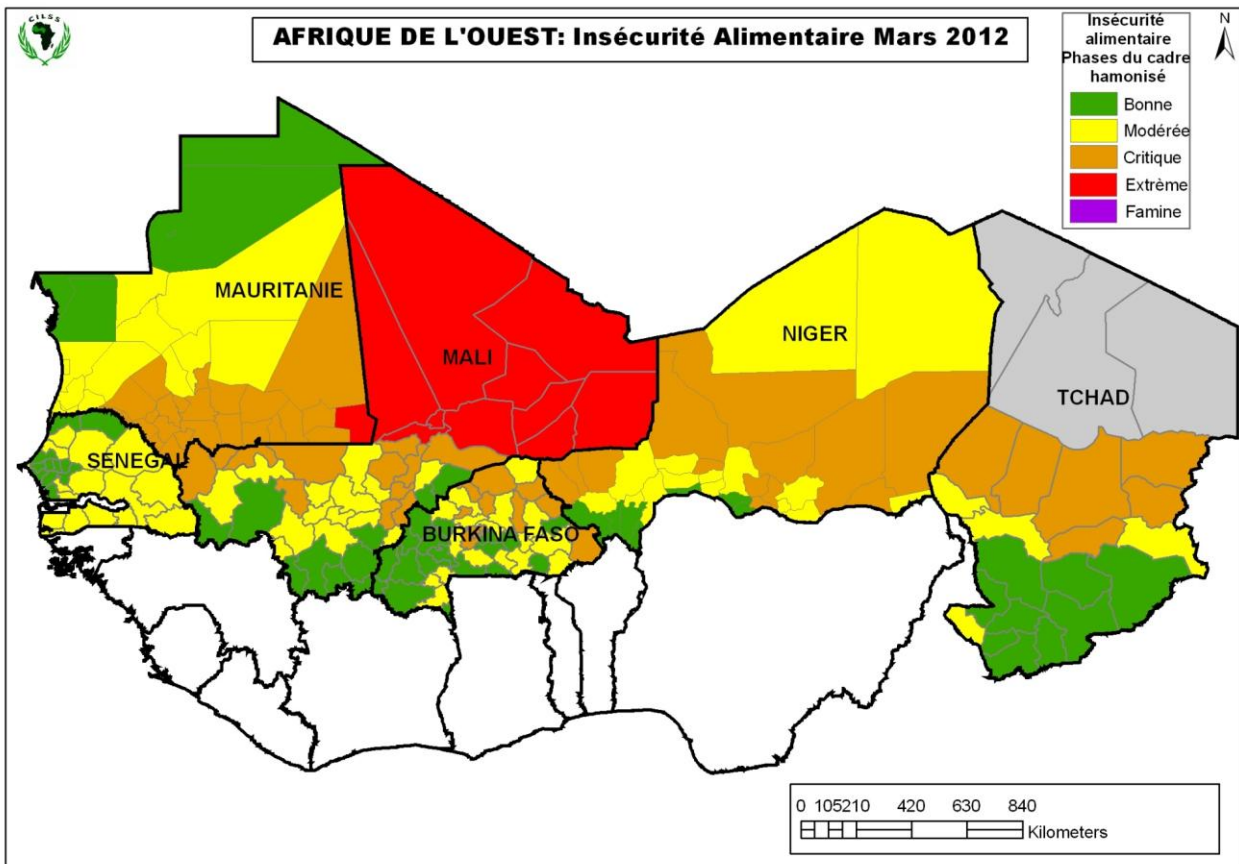 CILSS
AFRIQUE DE L'OUEST: Insécurité Alimentaire Mars 2012
Insécurité
alimentaire
Phases du cadre
hamonisé
Bonne
Modérée
Critique
Extrême
Famine
N
MAURITANIE
MALI
NIGER
TCHAD
SENEGAL
BURKINA FASO
0 105210 420 630 840
Kilometers